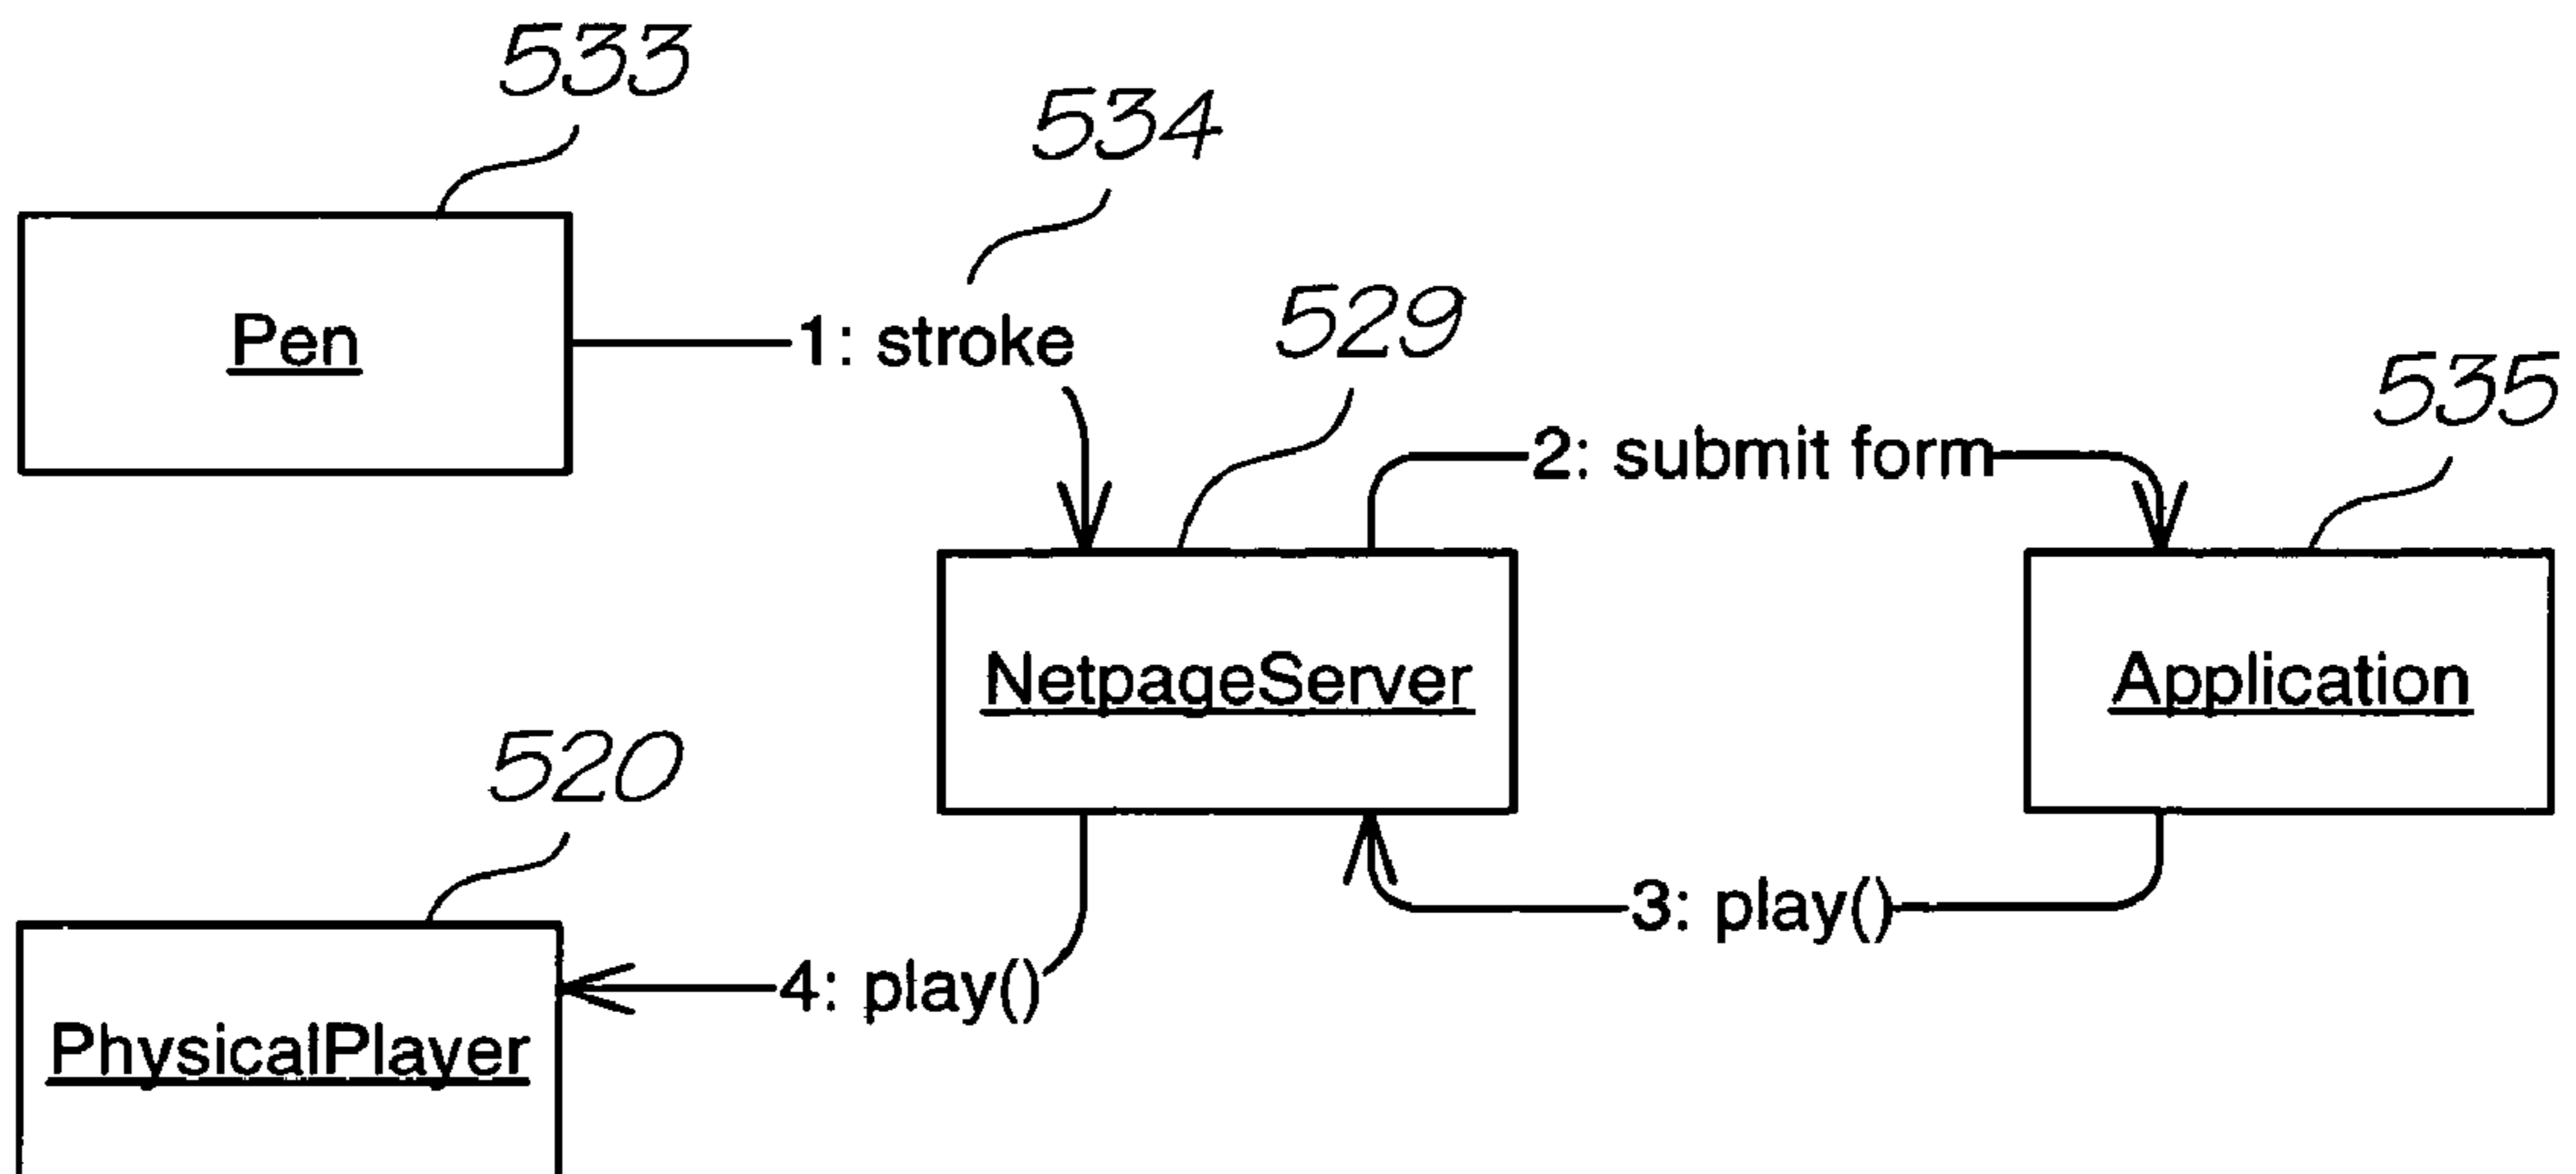 533
534
Pen
1: stroke
529
535
2: submit form
NetpageServer
Application
520
3: play()
4: play()
PhysicalPlayer